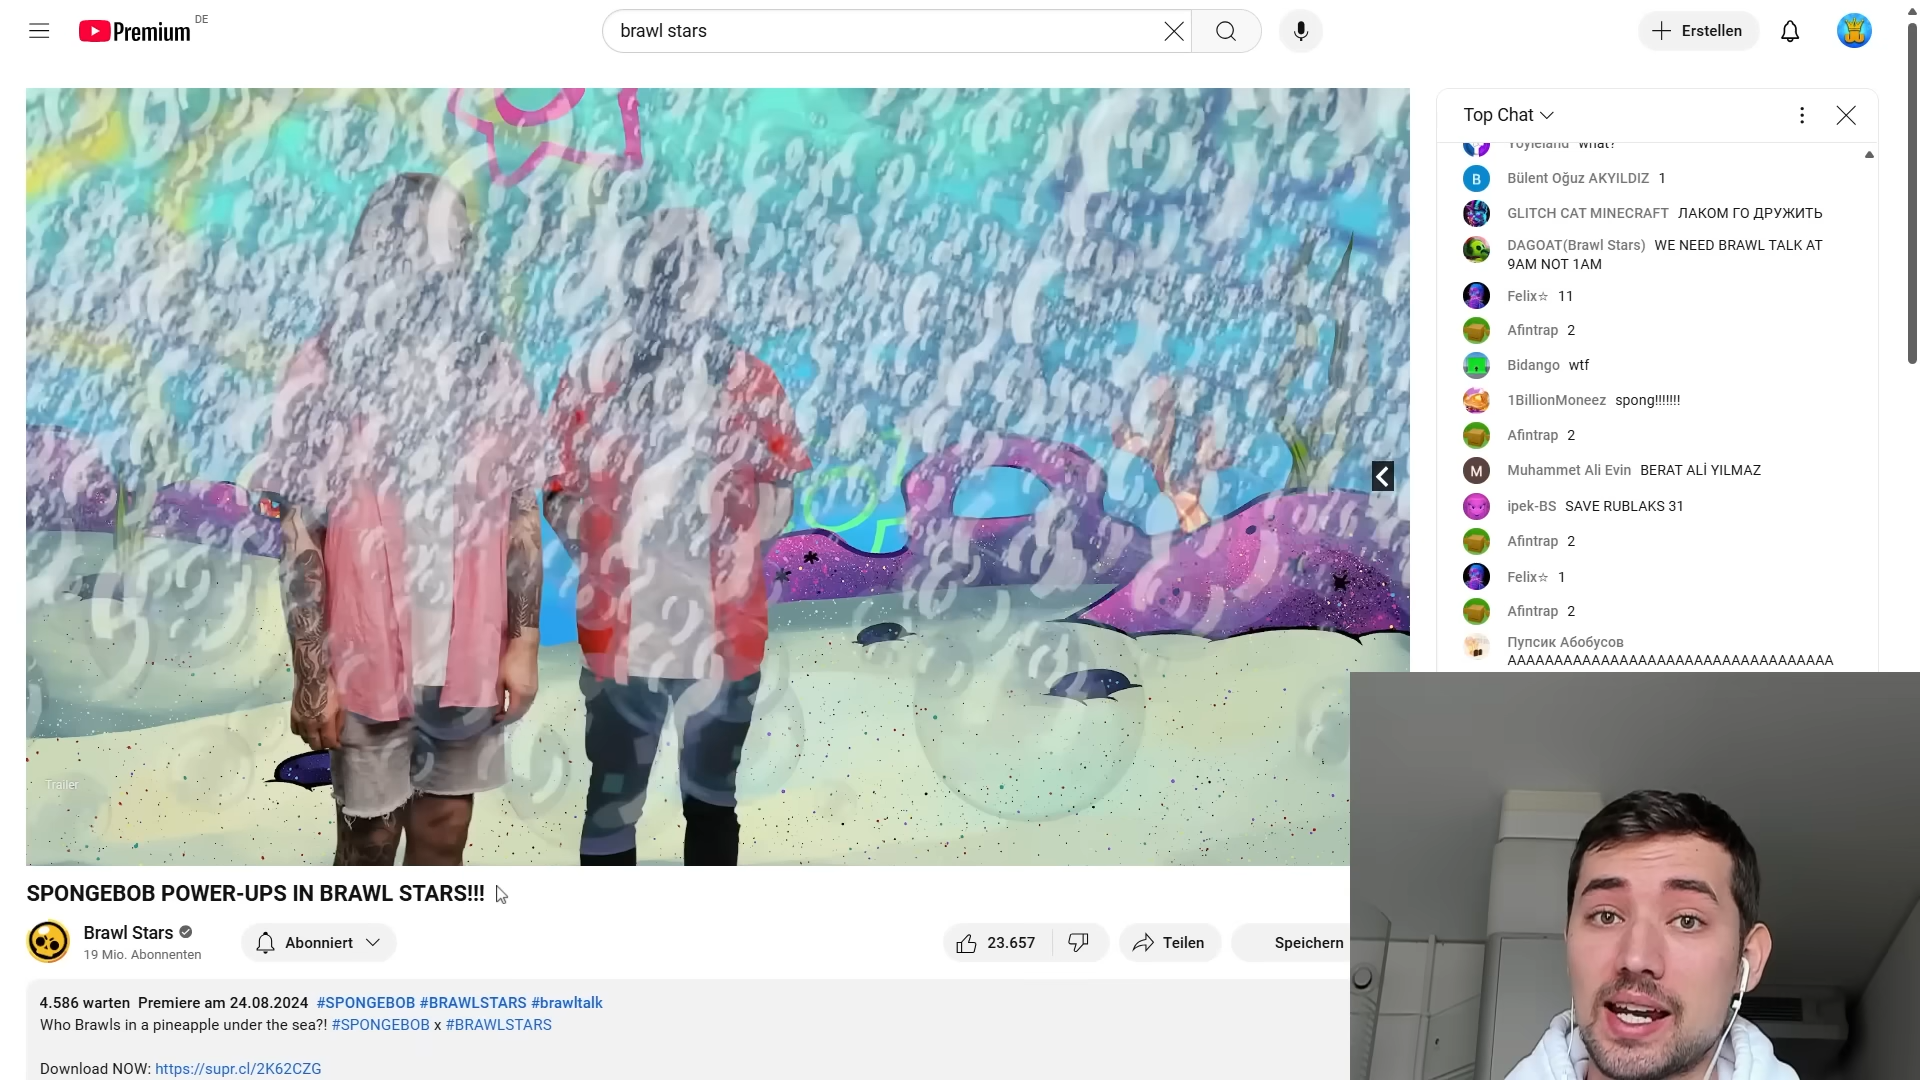 Premium DE
brawl stars
Erstellen
Top Chat
Yoyleland what?
Bülent Oğuz AKYILDIZ 1
GLITCH CAT MINECRAFT ЛАКОМ ГО ДРУЖИТЬ
DAGOAT(Brawl Stars) WE NEED BRAWL TALK AT
9AM NOT 1AM
Felix☆ 11
Afintrap 2
Bidango wtf
1BillionMoneez spong!!!!!!!
Afintrap 2
Muhammet Ali Evin BERAT ALİ YILMAZ
ipek-BS SAVE RUBLAKS 31
Afintrap 2
Felix☆ 1
Afintrap 2
Пупсик Абобусов
AAAAAAAAAAAAAAAAAAAAAAAAAAAAAAAAAAA
Trailer
SPONGEBOB POWER-UPS IN BRAWL STARS!!!
Brawl Stars
19 Mio. Abonnenten
Abonniert
23.657
Teilen
Speichern
4.586 warten Premiere am 24.08.2024 #SPONGEBOB #BRAWLSTARS #brawltalk
Who Brawls in a pineapple under the sea?! #SPONGEBOB x #BRAWLSTARS
Download NOW: https://supr.cl/2K62CZG